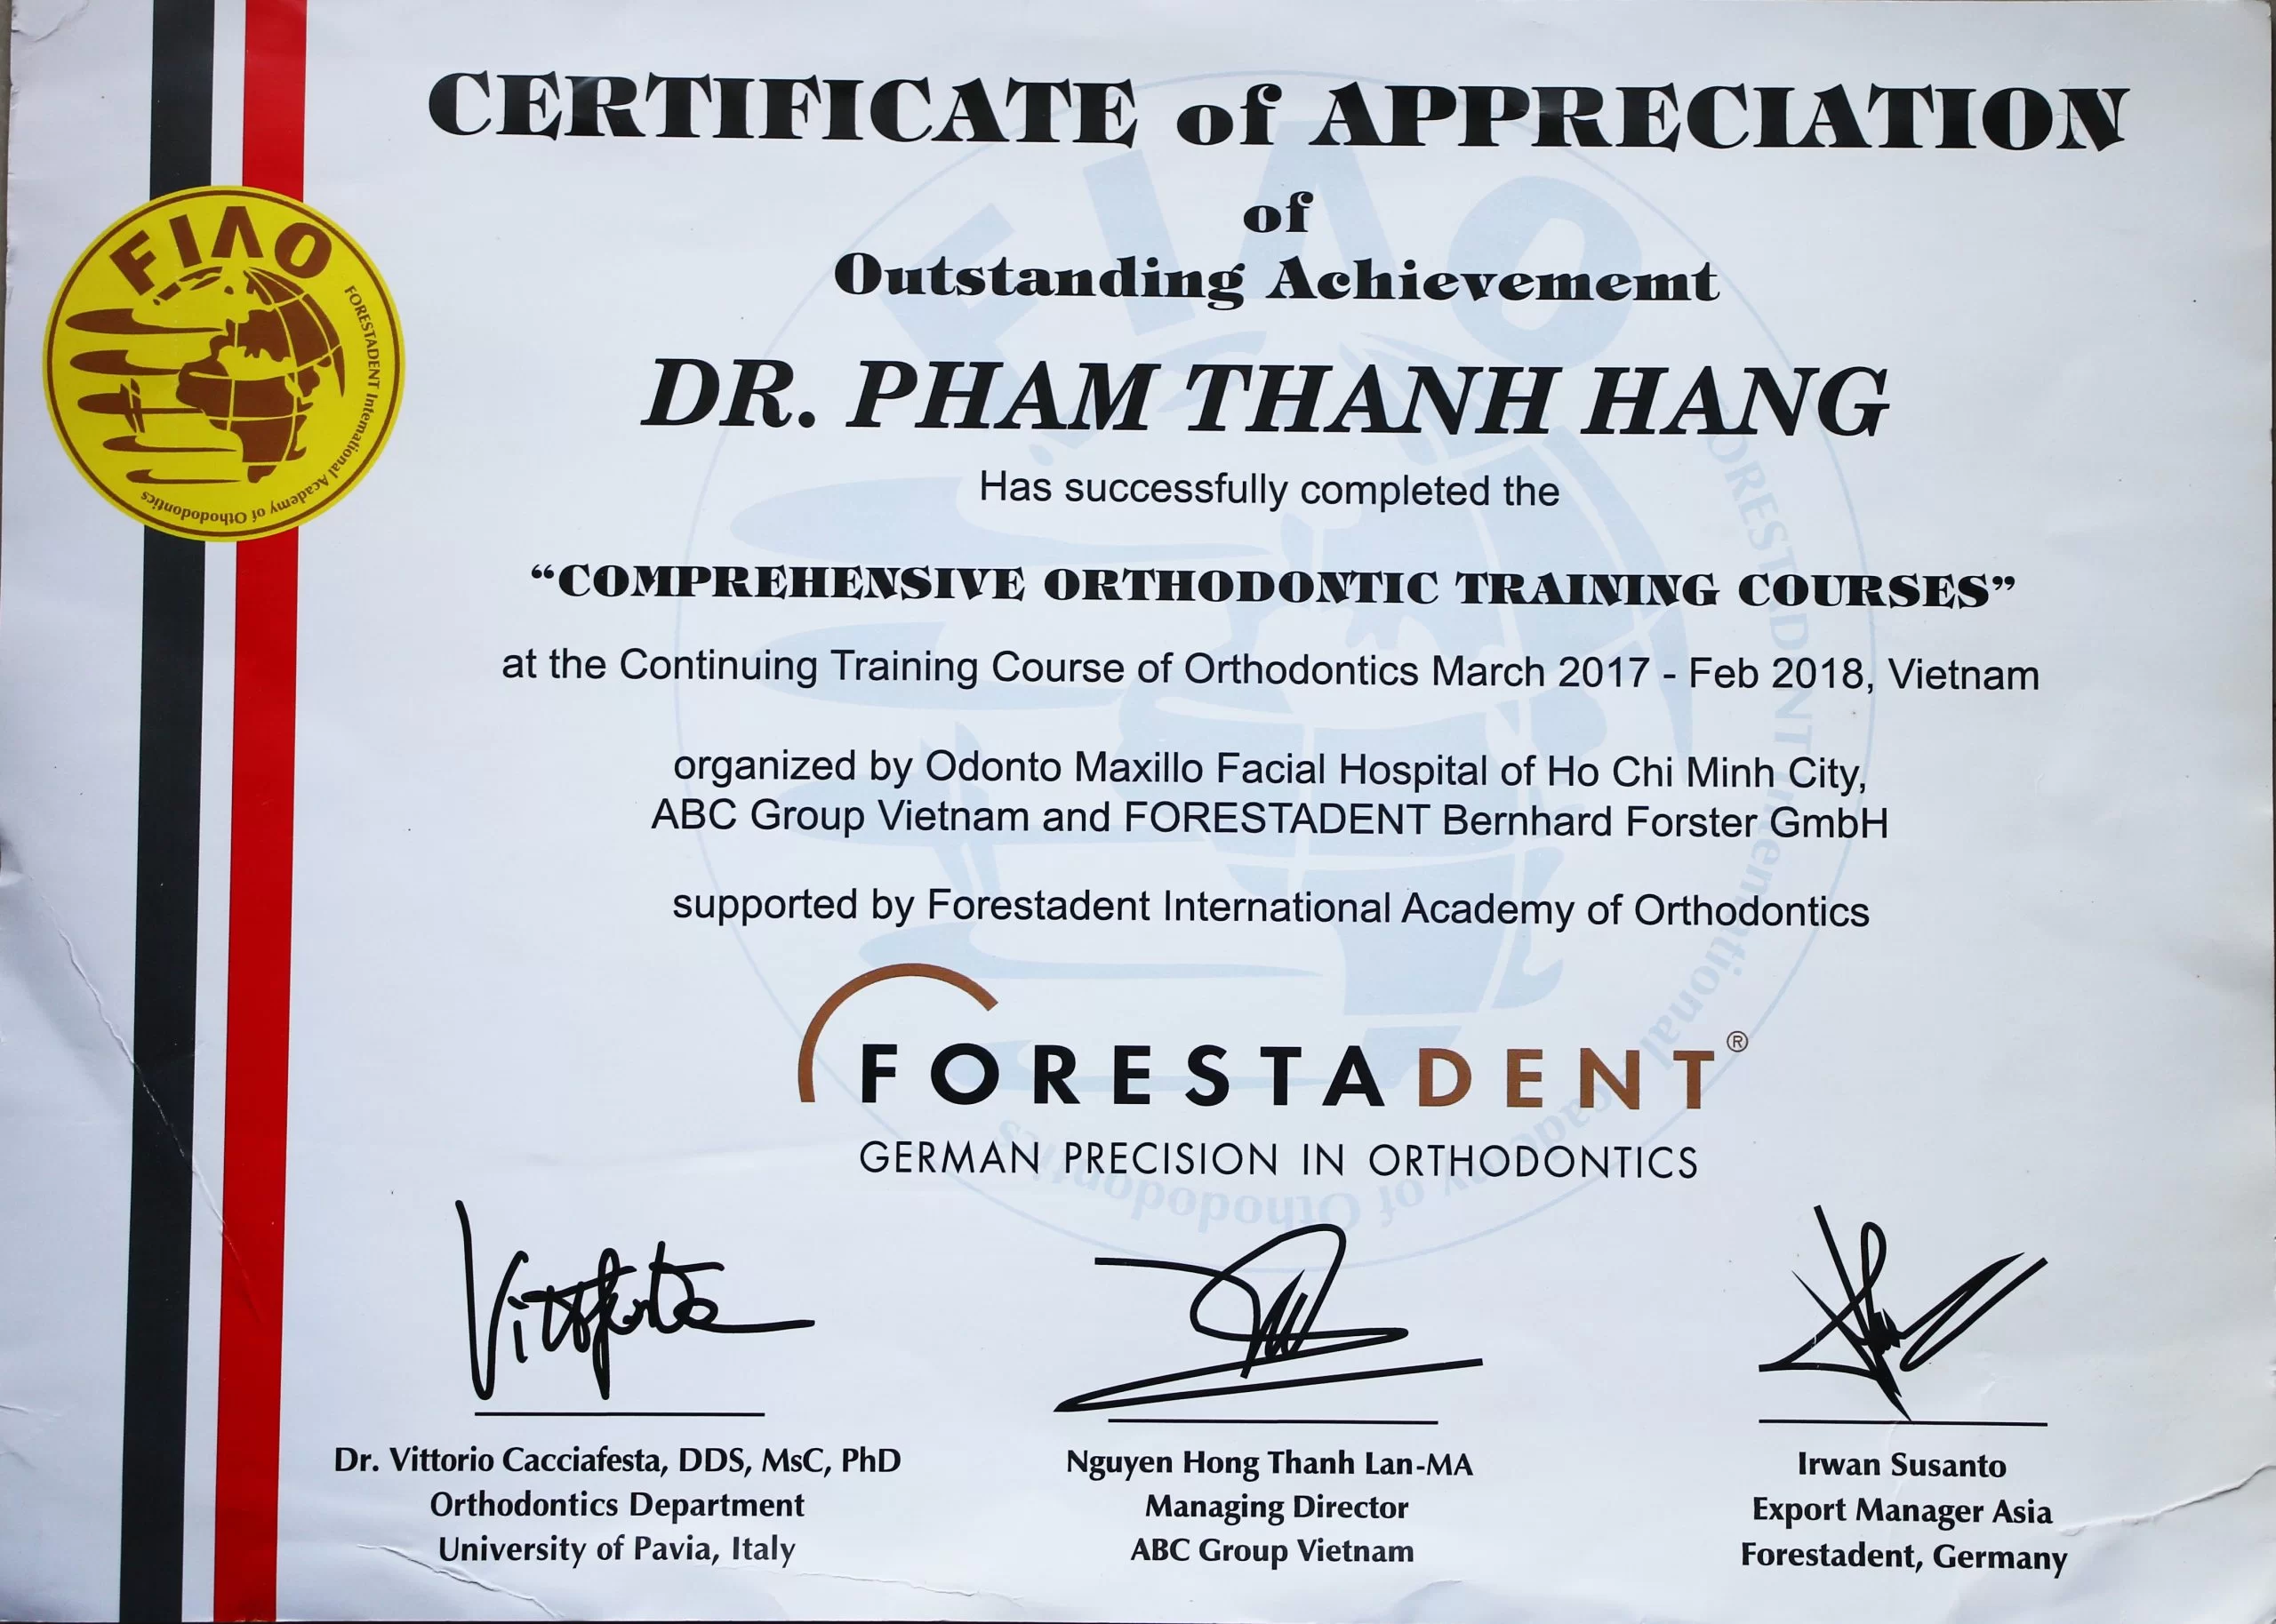 CERTIFICATE of APPRECIATION
of
Outstanding Achievememt
DR. PHAM THANH HANG
Has successfully completed the
“COMPREHENSIVE ORTHODONTIC TRAINING COURSES”
at the Continuing Training Course of Orthodontics March 2017 - Feb 2018, Vietnam
organized by Odonto Maxillo Facial Hospital of Ho Chi Minh City,
ABC Group Vietnam and FORESTADENT Bernhard Forster GmbH
supported by Forestadent International Academy of Orthodontics
FORESTADENT®
GERMAN PRECISION IN ORTHODONTICS
FIAO
FORESTADENT International Academy of Othodopodontics
Dr. Vittorio Cacciafesta, DDS, MsC, PhD
Orthodontics Department
University of Pavia, Italy
Nguyen Hong Thanh Lan-MA
Managing Director
ABC Group Vietnam
Irwan Susanto
Export Manager Asia
Forestadent, Germany